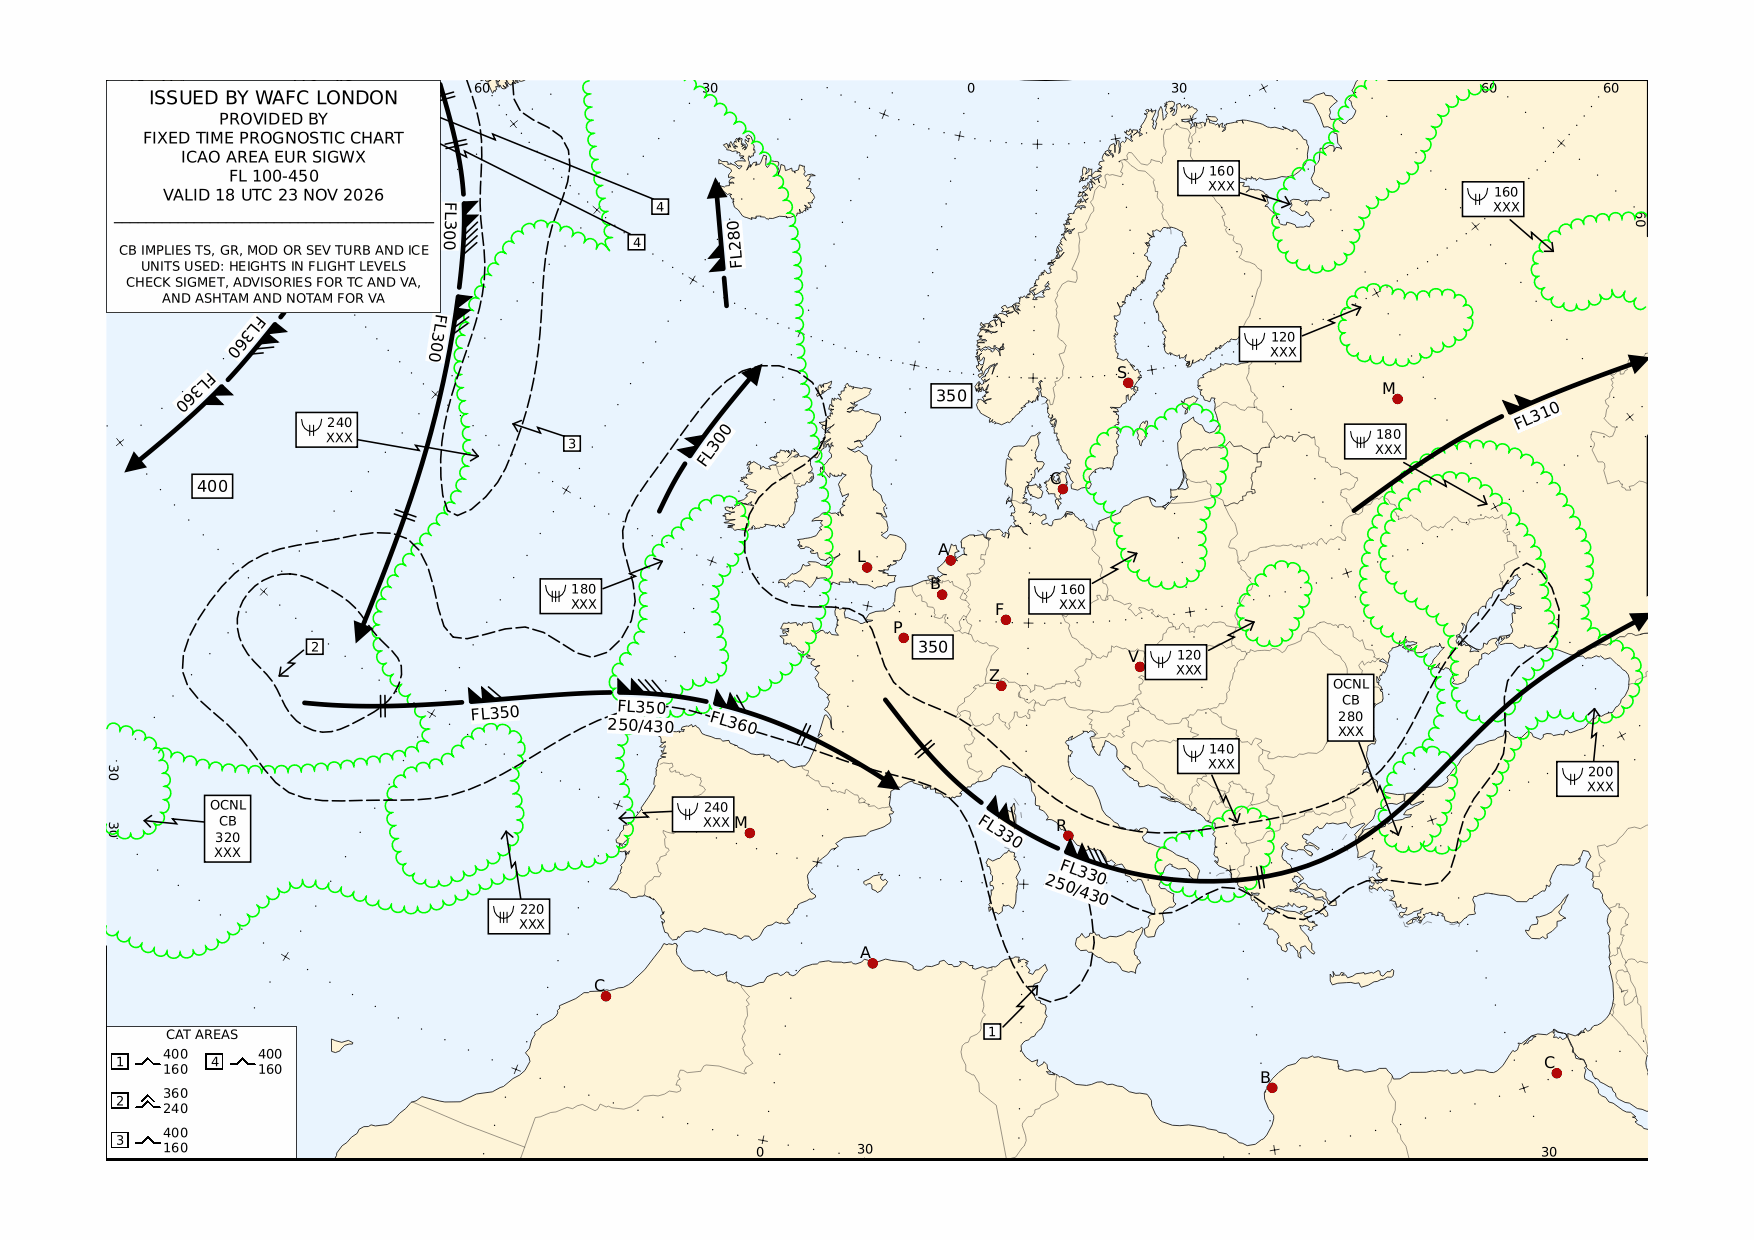 ISSUED BY WAFC LONDON
PROVIDED BY
FIXED TIME PROGNOSTIC CHART
ICAO AREA EUR SIGWX
FL 100-450
VALID 18 UTC 23 NOV 2026
CB IMPLIES TS, GR, MOD OR SEV TURB AND ICE
UNITS USED: HEIGHTS IN FLIGHT LEVELS
CHECK SIGMET, ADVISORIES FOR TC AND VA,
AND ASHTAM AND NOTAM FOR VA
60
30
0
30
60
60
60
FL300
FL300
FL280
FL360
FL360
4
4
160
XXX
160
XXX
120
XXX
350
S
M
FL310
240
XXX
3
FL300
400
180
XXX
C
L
A
B
180
XXX
160
XXX
F
P
350
V
120
XXX
Z
2
OCNL
CB
280
XXX
FL350
FL350
250/430
FL360
140
XXX
200
XXX
30
30
OCNL
CB
320
XXX
240
XXX
M
FL330
R
FL330
250/430
220
XXX
A
C
1
B
C
CAT AREAS
1 400
160
4 400
160
2 360
240
3 400
160
0
30
30